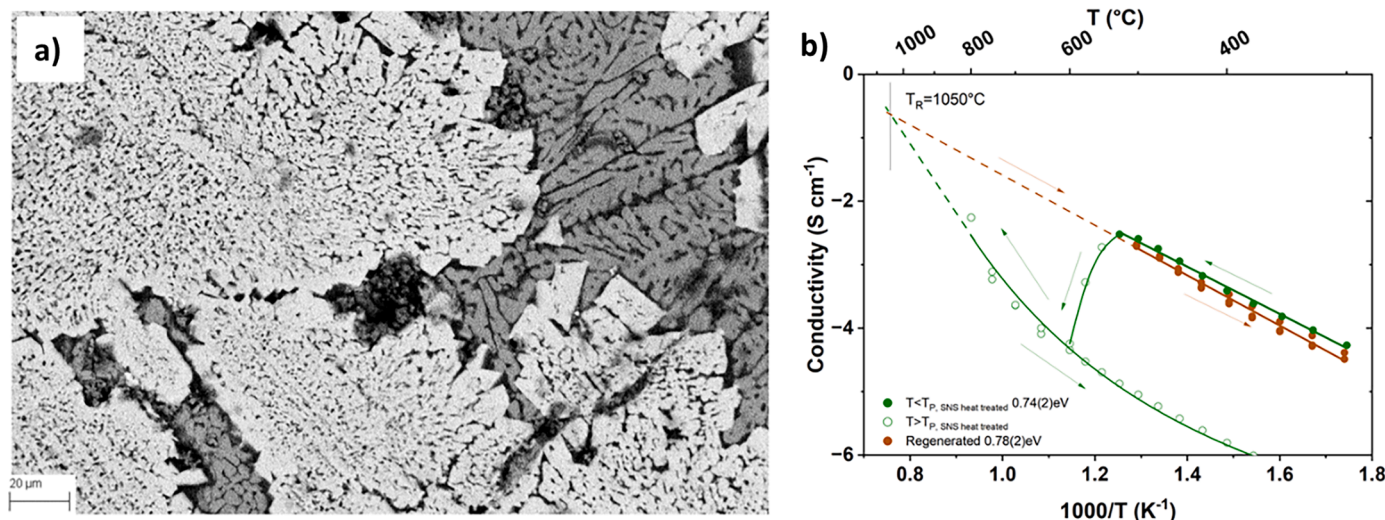 a)
20 µm
b)
T (°C)
1000 800 600 400
T_R=1050°C
Conductivity (S cm⁻¹)
0
−2
−4
−6
T<T_P, SNS heat treated 0.74(2)eV
T>T_P, SNS heat treated
Regenerated 0.78(2)eV
0.8 1.0 1.2 1.4 1.6 1.8
1000/T (K⁻¹)